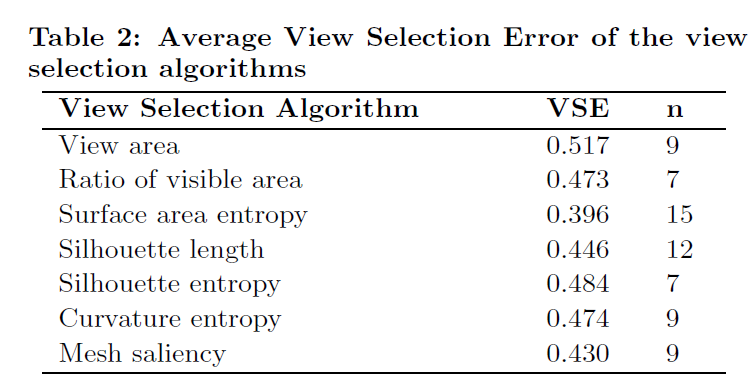 Table 2: Average View Selection Error of the view
selection algorithms
View Selection Algorithm VSE n
View area 0.517 9
Ratio of visible area 0.473 7
Surface area entropy 0.396 15
Silhouette length 0.446 12
Silhouette entropy 0.484 7
Curvature entropy 0.474 9
Mesh saliency 0.430 9